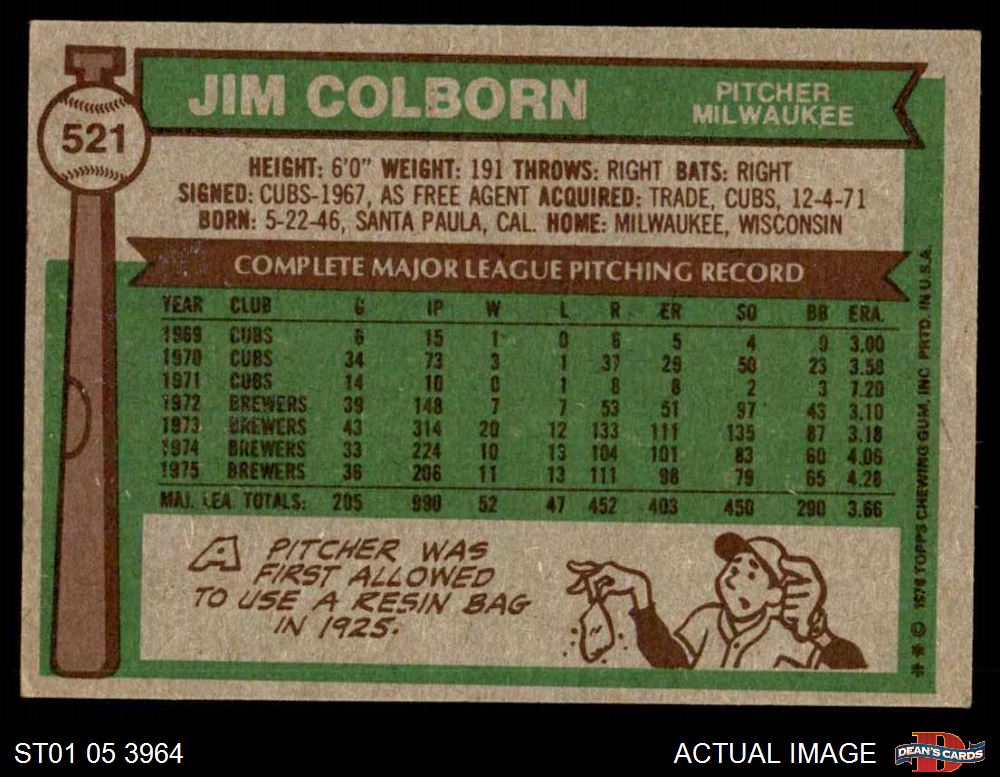 521
JIM COLBORN
PITCHER
MILWAUKEE
HEIGHT: 6'0" WEIGHT: 191 THROWS: RIGHT BATS: RIGHT
SIGNED: CUBS-1967, AS FREE AGENT ACQUIRED: TRADE, CUBS, 12-4-71
BORN: 5-22-46, SANTA PAULA, CAL. HOME: MILWAUKEE, WISCONSIN
COMPLETE MAJOR LEAGUE PITCHING RECORD
YEAR CLUB G IP W L R ER SO BB ERA.
1969 CUBS 6 15 1 0 6 5 4 9 3.00
1970 CUBS 34 73 3 1 37 29 50 23 3.58
1971 CUBS 14 10 0 1 8 8 2 3 7.20
1972 BREWERS 39 148 7 7 53 51 97 43 3.10
1973 BREWERS 43 314 20 12 133 111 135 87 3.18
1974 BREWERS 33 224 10 13 104 101 83 60 4.06
1975 BREWERS 36 206 11 13 111 98 79 65 4.28
MAJ. LEA. TOTALS: 205 990 52 47 452 403 450 290 3.66
A PITCHER WAS
FIRST ALLOWED
TO USE A RESIN BAG
IN 1925.
** © 1976 TOPPS CHEWING GUM, INC. PRTD. IN U.S.A.
ST01 05 3964
ACTUAL IMAGE
D
DEAN'S CARDS